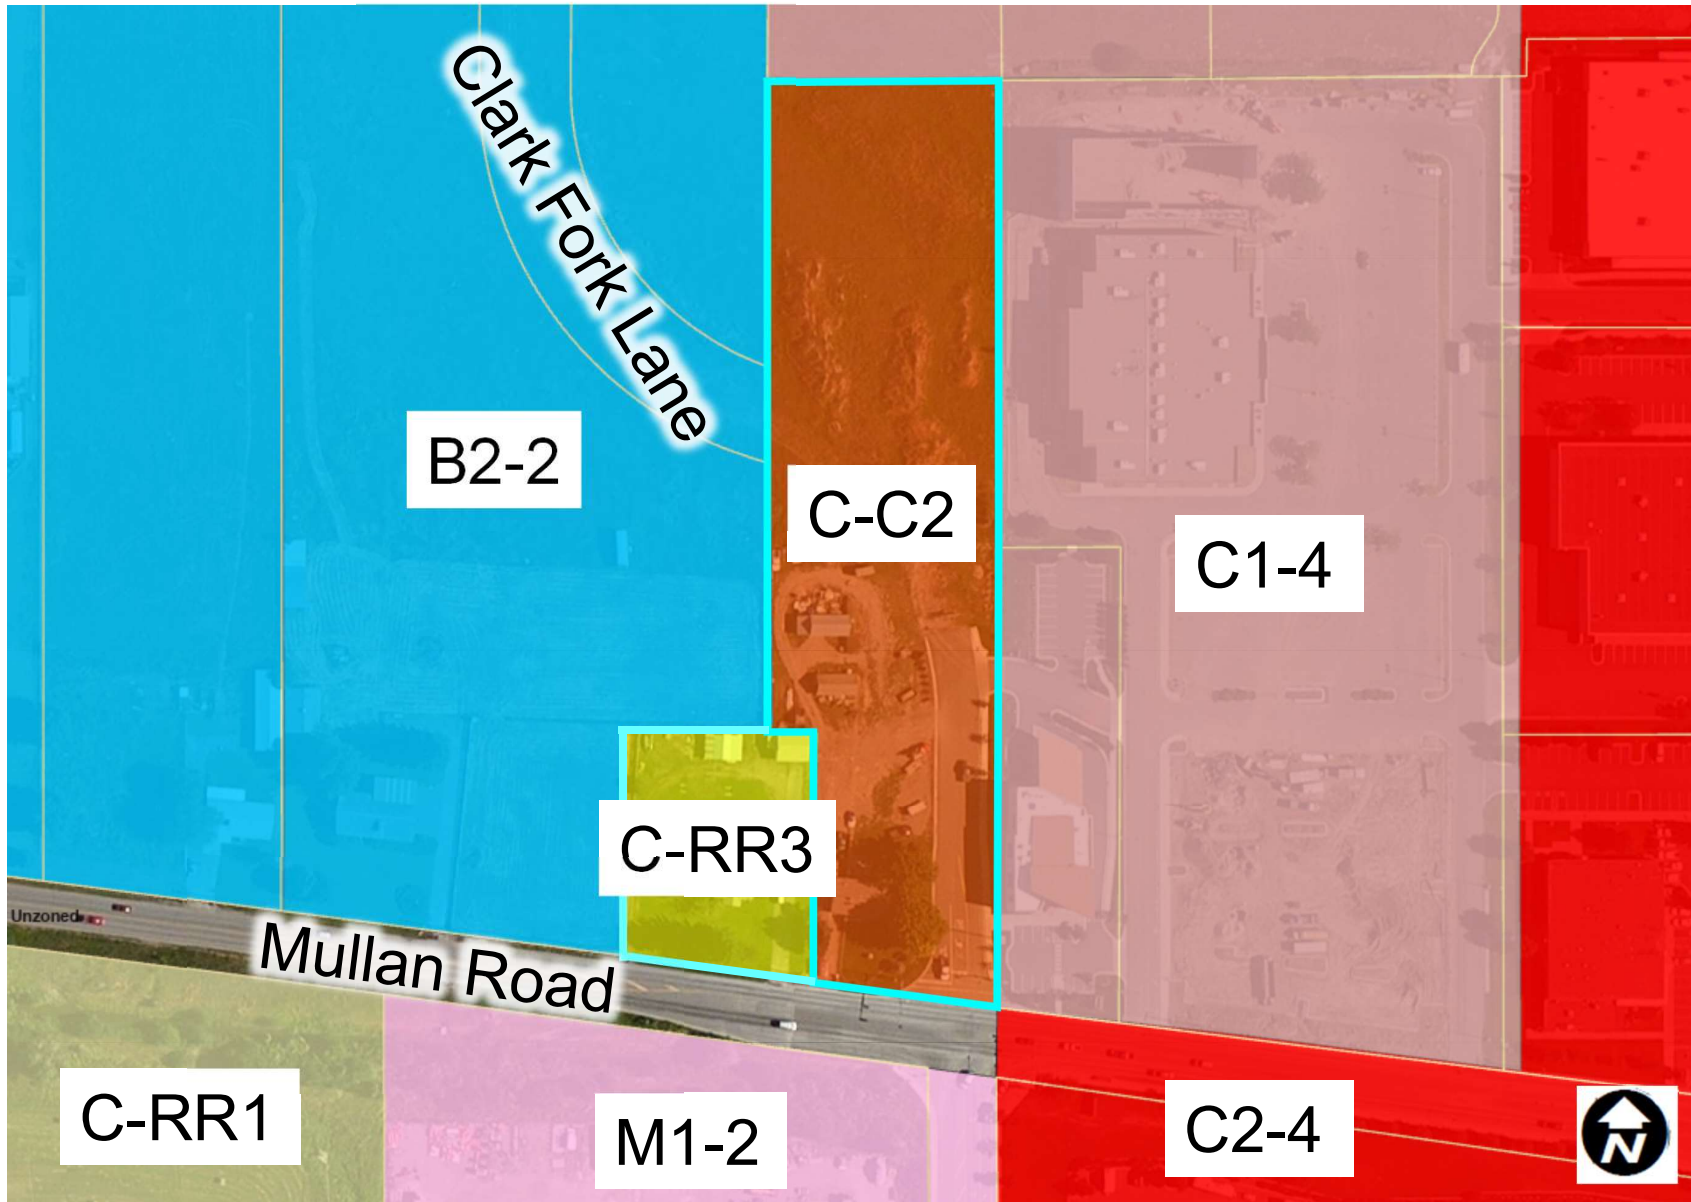 Clark Fork Lane
B2-2
C-C2
C1-4
C-RR3
Unzoned
Mullan Road
C-RR1
M1-2
C2-4
N